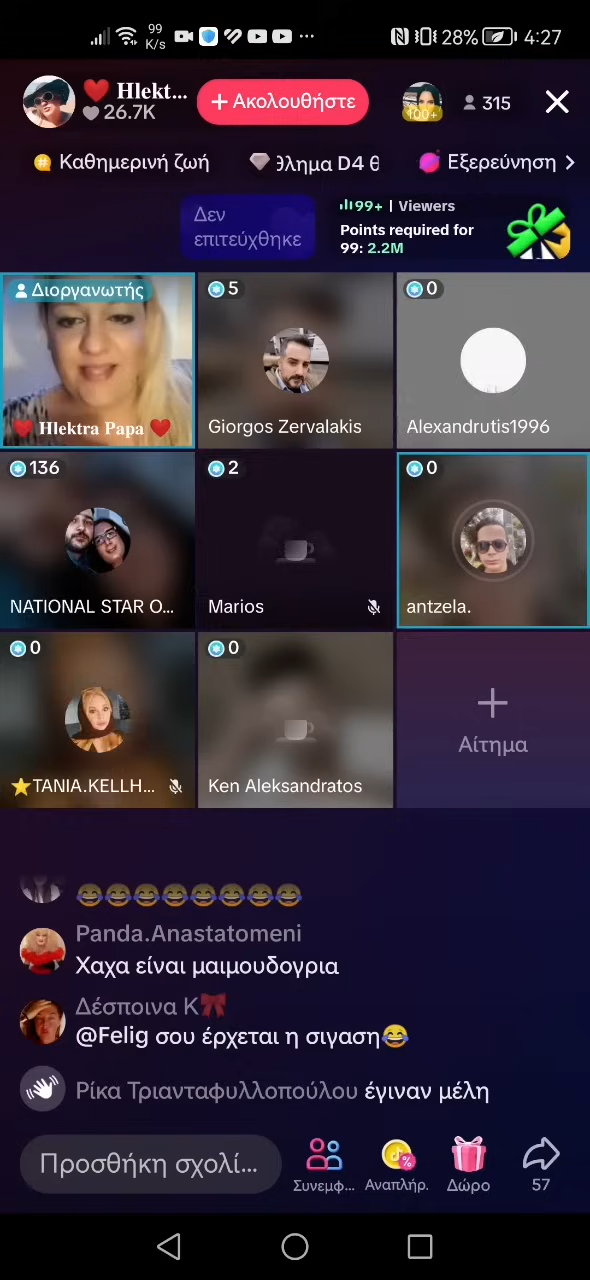 99
K/s
28%
4:27
❤️ Hlekt...
26.7K
+ Ακολουθήστε
100+
315
Καθημερινή ζωή
θλημα D4 θ
Εξερεύνηση
Δεν
επιτεύχθηκε
99+ | Viewers
Points required for
99: 2.2M
Διοργανωτής
❤️ Hlektra Papa ❤️
5
Giorgos Zervalakis
0
Alexandrutis1996
136
NATIONAL STAR O...
2
Marios
0
antzela.
0
⭐TANIA.KELLH...
0
Ken Aleksandratos
Αίτημα
😂😂😂😂😂😂😂😂
Panda.Anastatomeni
Χαχα είναι μαιμουδογρια
Δέσποινα Κ🎀
@Felig σου έρχεται η σιγαση😂
Ρίκα Τριανταφυλλοπούλου έγιναν μέλη
Προσθήκη σχολί...
Συνεμφ...
Αναπλήρ.
Δώρο
57